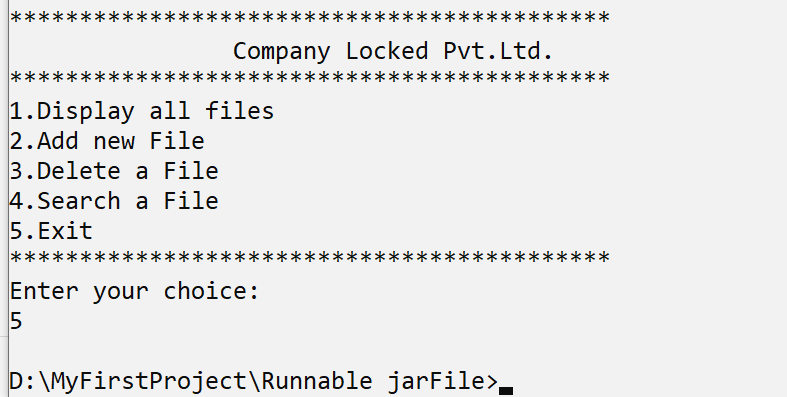 *******************************************
Company Locked Pvt.Ltd.
*******************************************
1.Display all files
2.Add new File
3.Delete a File
4.Search a File
5.Exit
*******************************************
Enter your choice:
5
D:\MyFirstProject\Runnable jarFile>